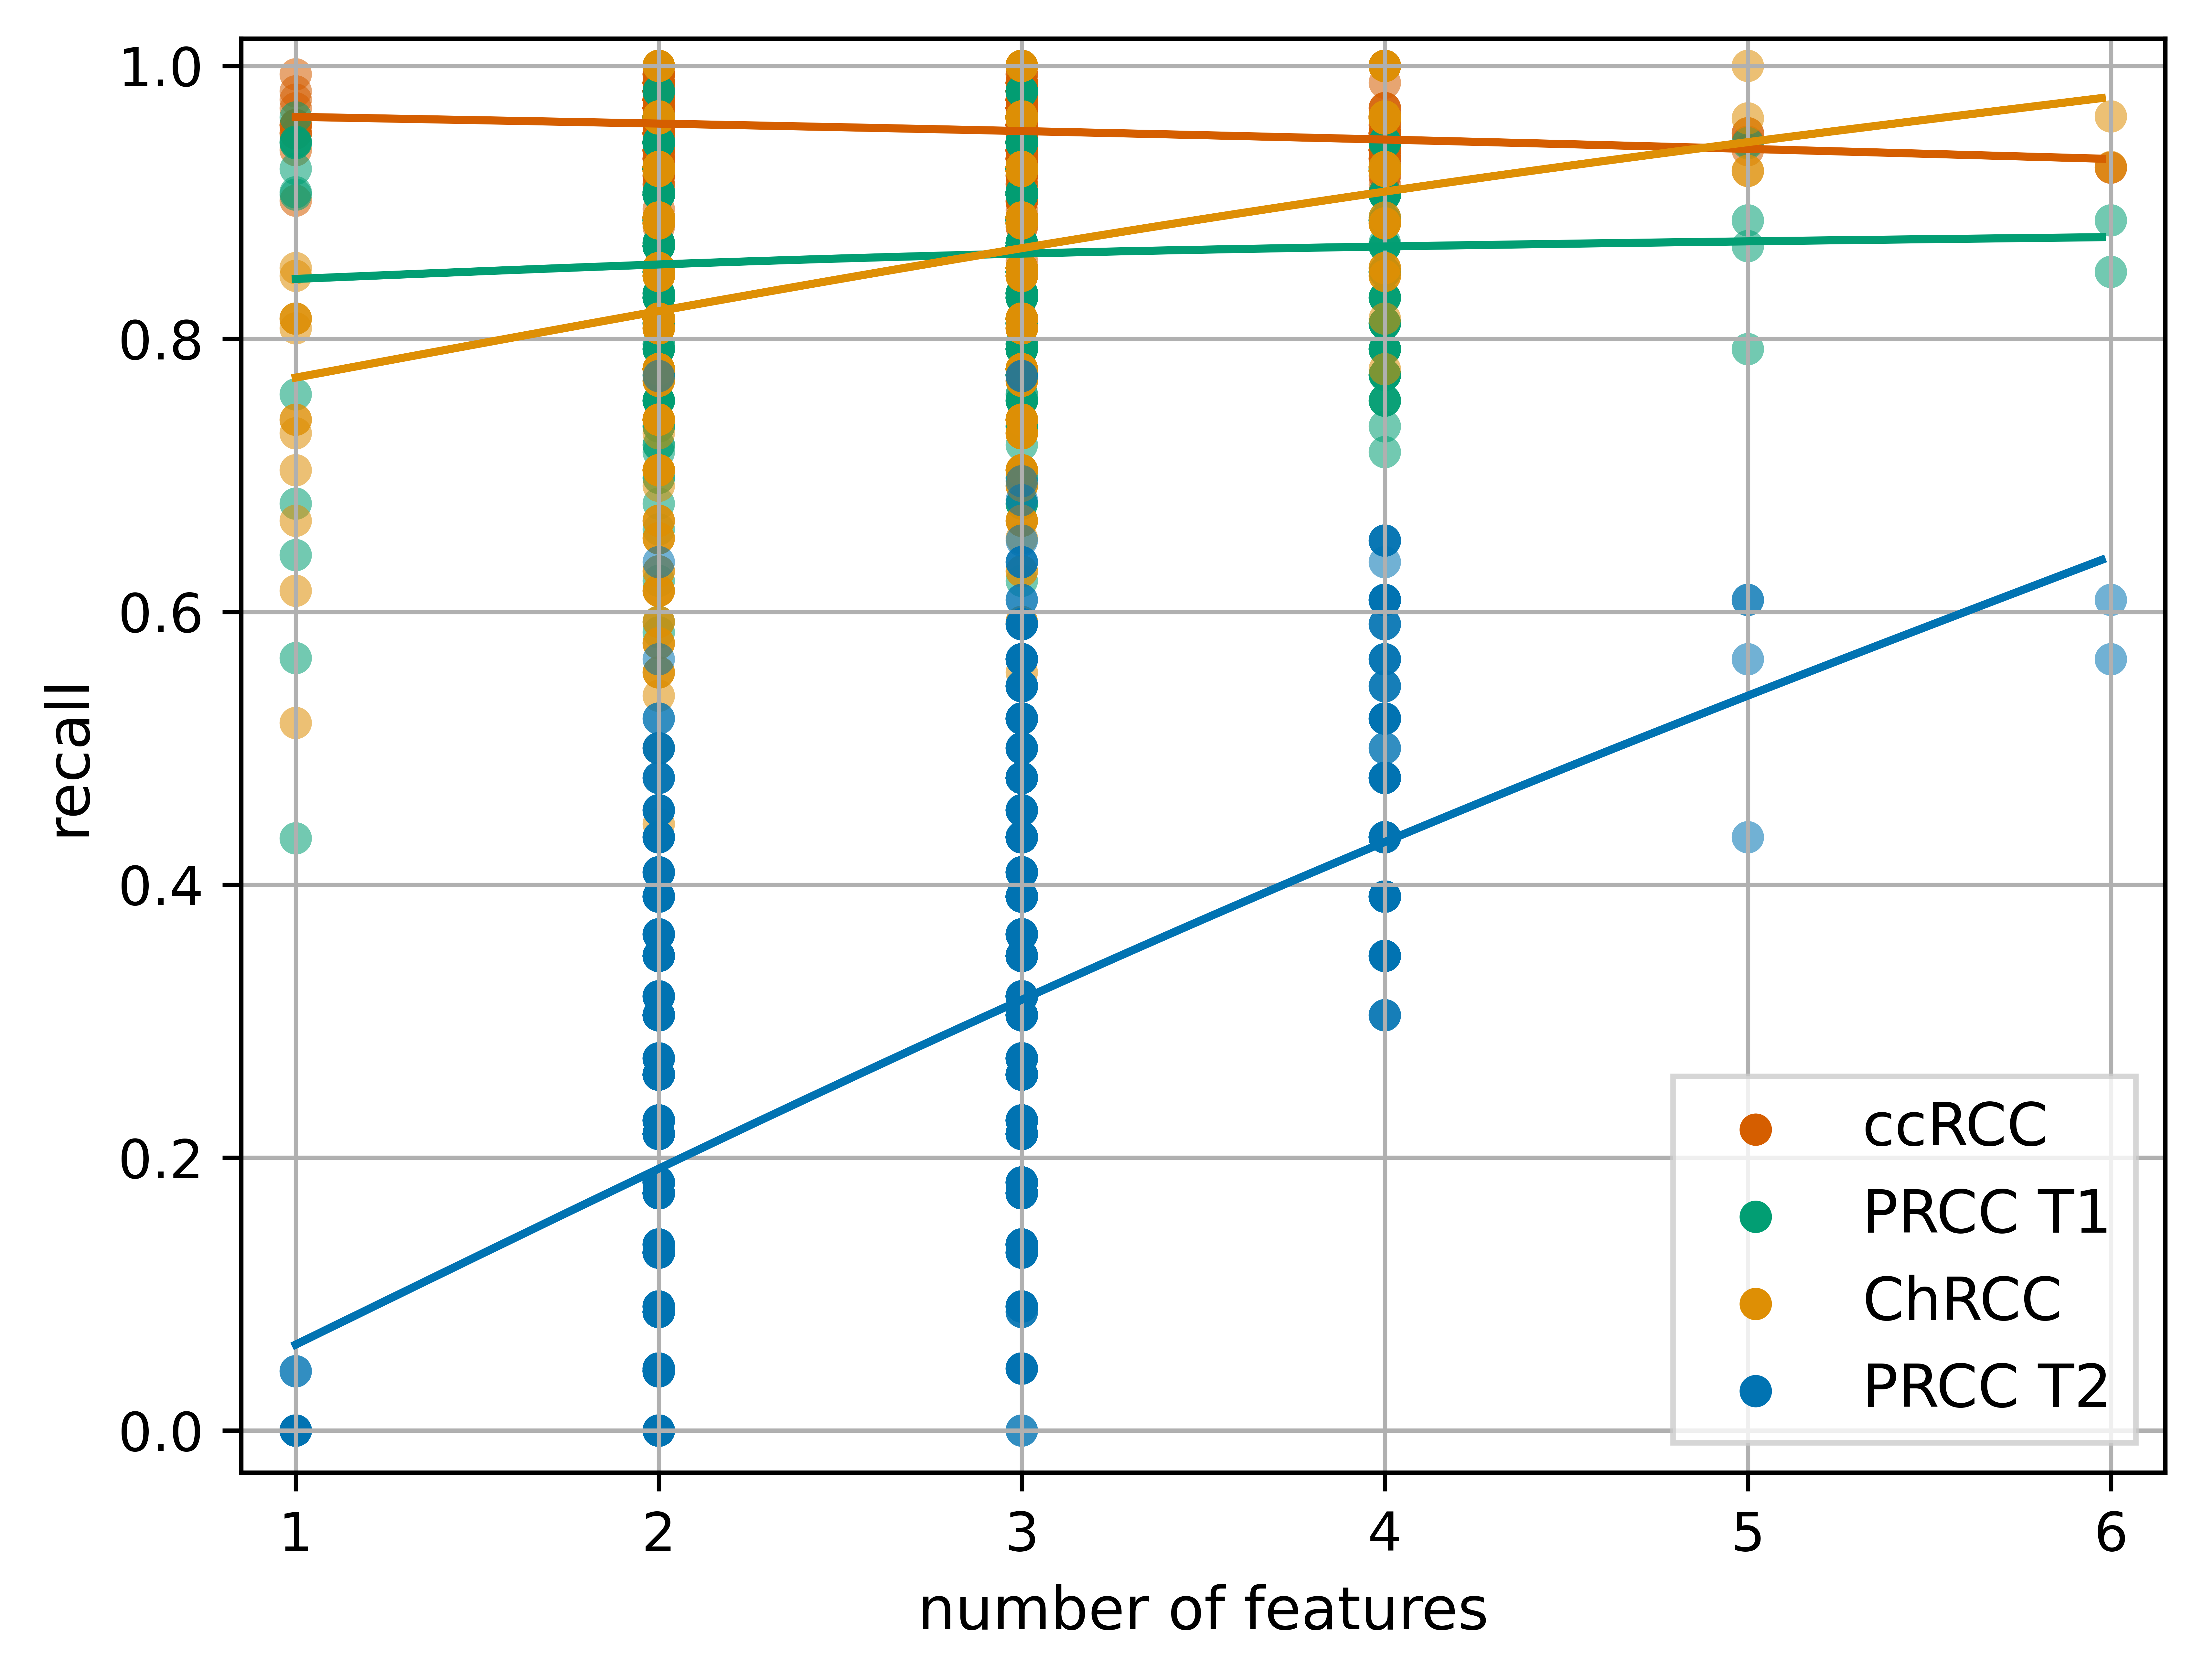 1.0
0.8
0.6
0.4
0.2
0.0
recall
1 2 3 4 5 6
number of features
ccRCC
PRCC T1
ChRCC
PRCC T2